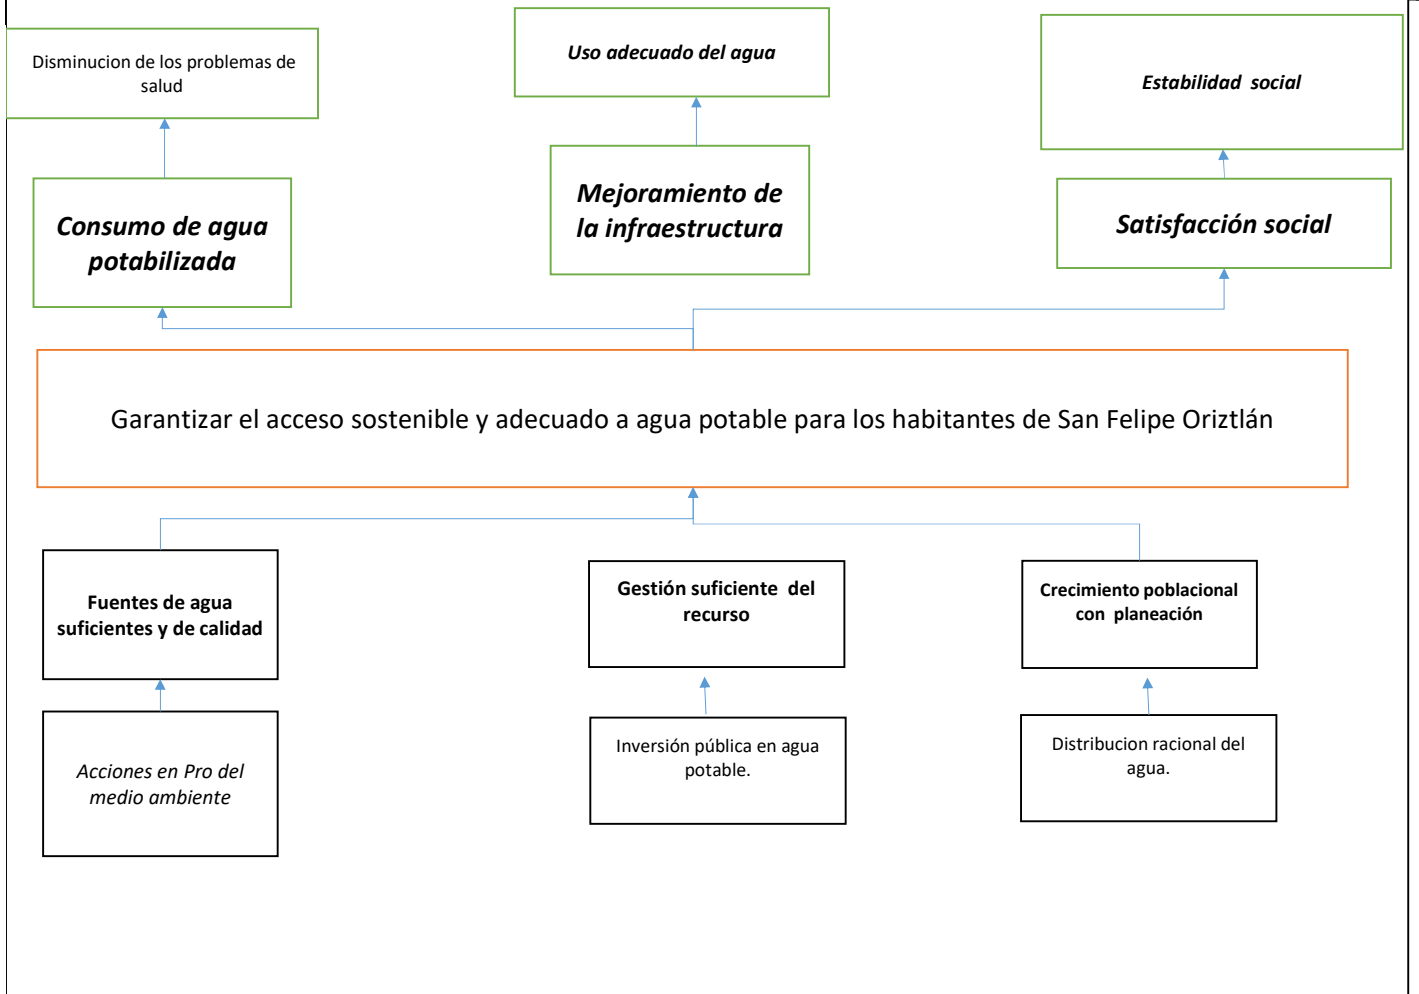 Disminucion de los problemas de
salud
Uso adecuado del agua
Estabilidad social
Consumo de agua
potabilizada
Mejoramiento de
la infraestructura
Satisfacción social
Garantizar el acceso sostenible y adecuado a agua potable para los habitantes de San Felipe Oriztlán
Fuentes de agua
suficientes y de calidad
Gestión suficiente del
recurso
Crecimiento poblacional
con planeación
Acciones en Pro del
medio ambiente
Inversión pública en agua
potable.
Distribucion racional del
agua.